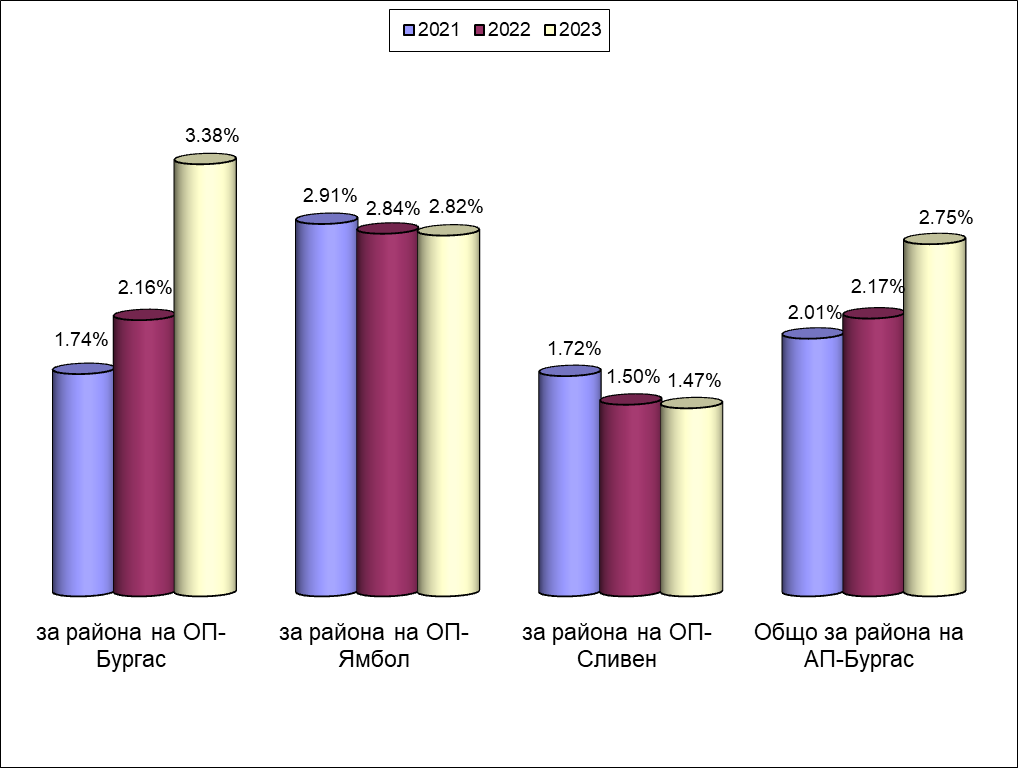 2021 2022 2023
3.38%
2.16%
1.74%
2.91%
2.84%
2.82%
1.72%
1.50%
1.47%
2.75%
2.17%
2.01%
за района на ОП-
Бургас
за района на ОП-
Ямбол
за района на ОП-
Сливен
Общо за района на
АП-Бургас